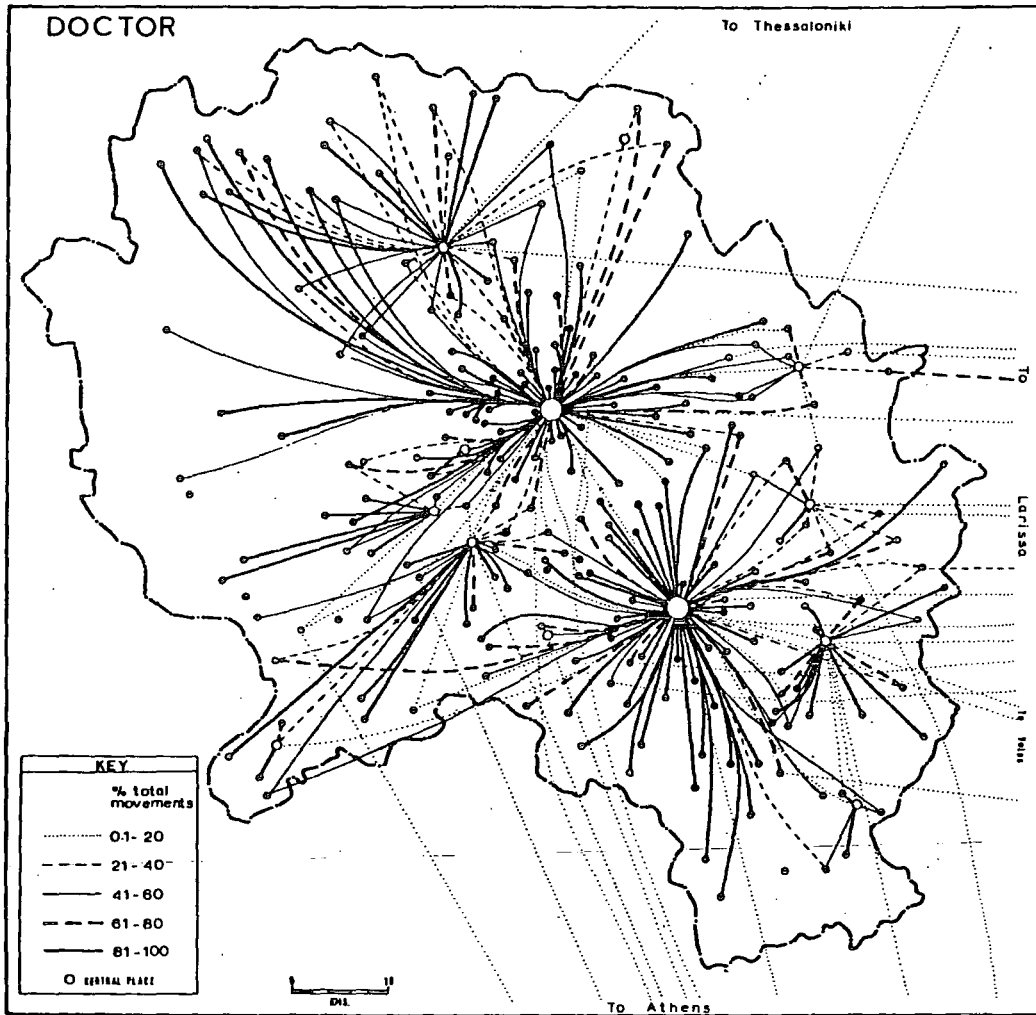 DOCTOR
To Thessaloniki
To
Larissa
To Volos
KEY
% total
movements
0.1-20
21-40
41-60
61-80
81-100
CENTRAL PLACE
0 10
KMS.
To Athens